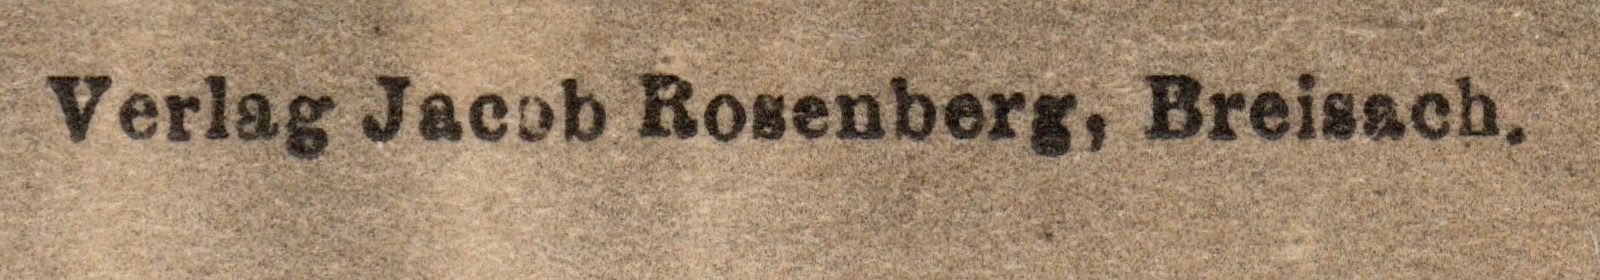 Verlag Jacob Rosenberg, Breisach.